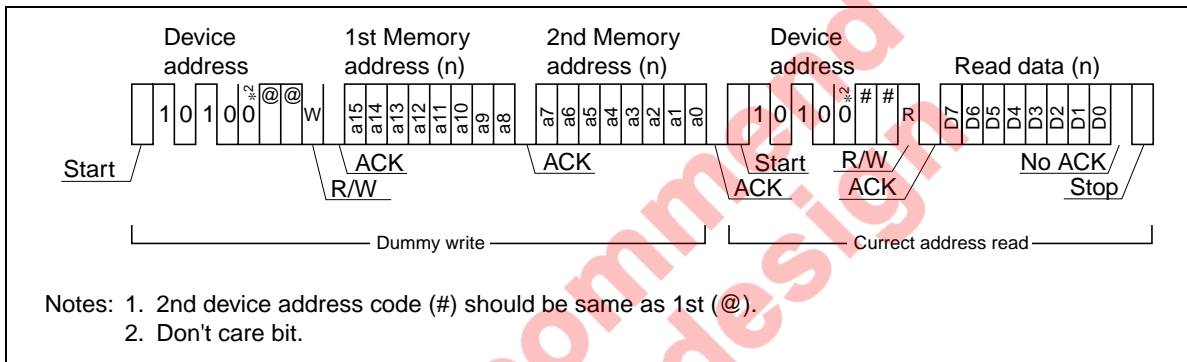 Device 1st Memory 2nd Memory Device
address address (n) address (n) address Read data (n)
1 0 1 0 0 *2 @ @ W a15 a14 a13 a12 a11 a10 a9 a8 a7 a6 a5 a4 a3 a2 a1 a0 1 0 1 0 0 *2 # # R D7 D6 D5 D4 D3 D2 D1 D0
Start ACK ACK Start R/W No ACK
R/W ACK ACK Stop
Dummy write Currect address read
Notes: 1. 2nd device address code (#) should be same as 1st (@).
2. Don't care bit.
ommend
design